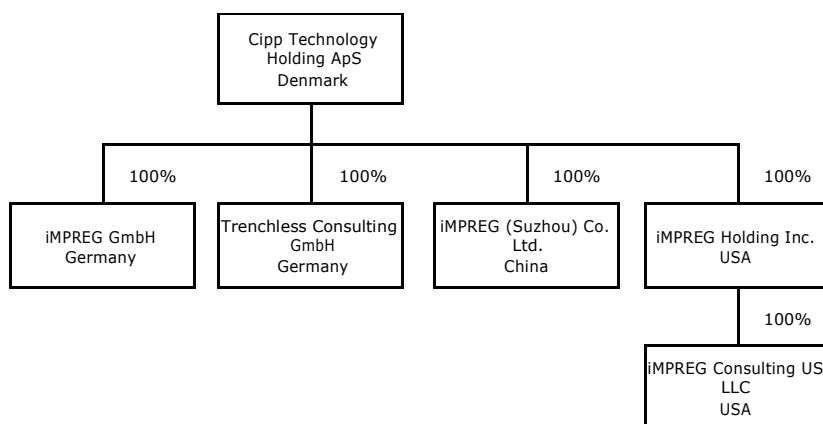 Cipp Technology
Holding ApS
Denmark
100%
100%
100%
100%
iMPREG GmbH
Germany
Trenchless Consulting
GmbH
Germany
iMPREG (Suzhou) Co.
Ltd.
China
iMPREG Holding Inc.
USA
100%
iMPREG Consulting US
LLC
USA